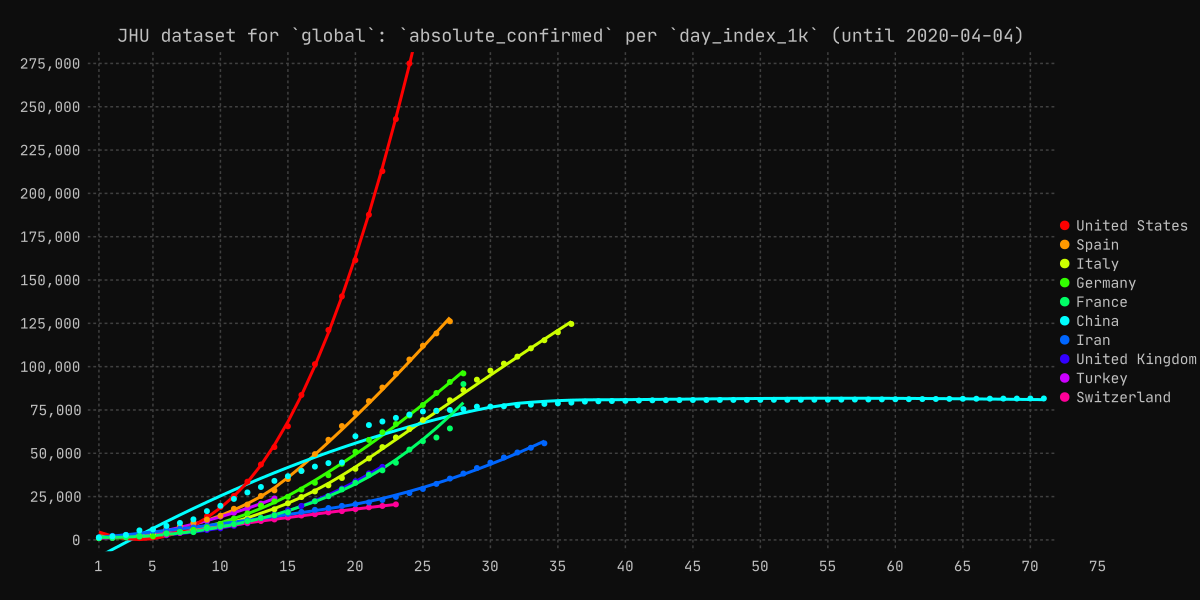 JHU dataset for `global`: `absolute_confirmed` per `day_index_1k` (until 2020-04-04)
275,000
250,000
225,000
200,000
175,000
150,000
125,000
100,000
75,000
50,000
25,000
0
1 5 10 15 20 25 30 35 40 45 50 55 60 65 70 75
United States
Spain
Italy
Germany
France
China
Iran
United Kingdom
Turkey
Switzerland